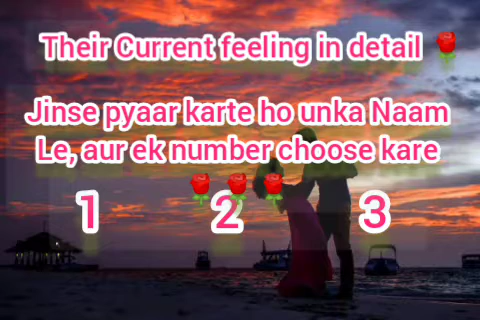 Their Current feeling in detail 🌹
Jinse pyaar karte ho unka Naam
Le, aur ek number choose kare
🌹 🌹 🌹
1 2 3